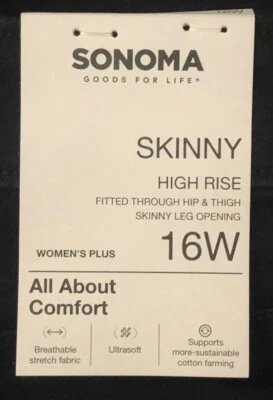 SONOMA
GOODS FOR LIFE®
SKINNY
HIGH RISE
FITTED THROUGH HIP & THIGH
SKINNY LEG OPENING
WOMEN'S PLUS 16W
All About
Comfort
Breathable
stretch fabric
Ultrasoft
Supports
more-sustainable
cotton farming